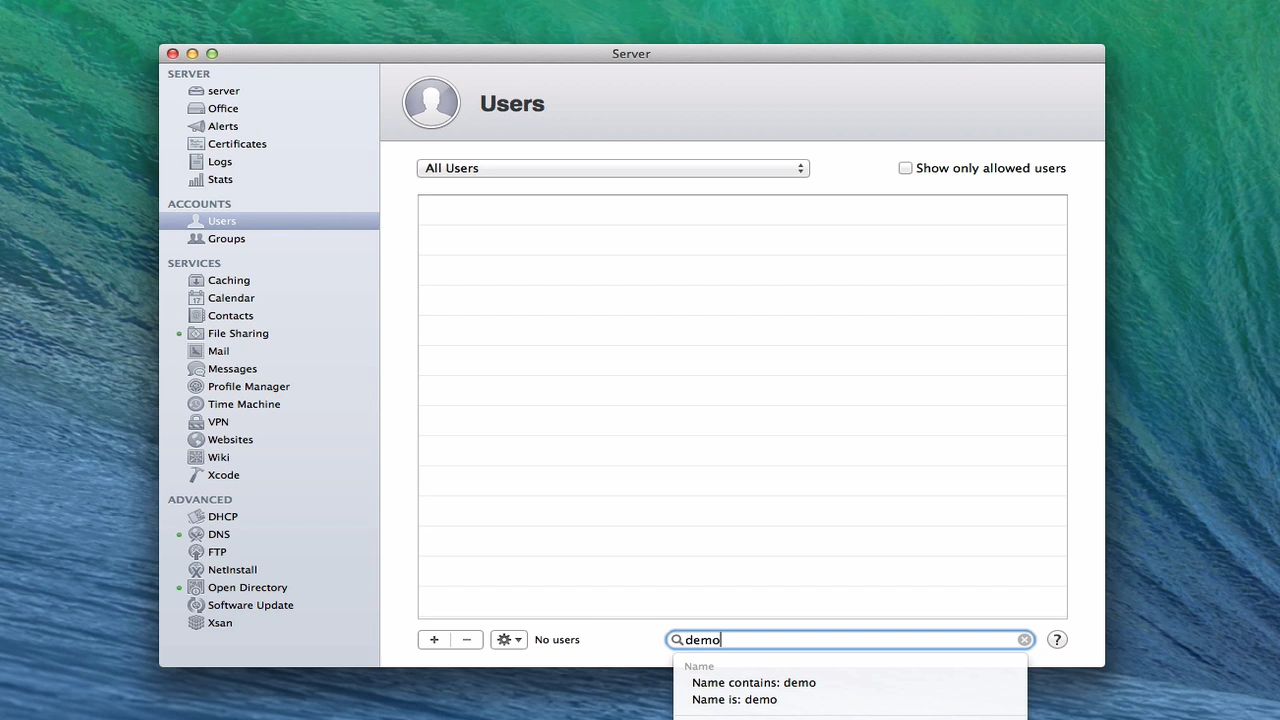 Server
SERVER
server
Office
Alerts
Certificates
Logs
Stats
ACCOUNTS
Users
Groups
SERVICES
Caching
17
Calendar
Contacts
File Sharing
Mail
Messages
Profile Manager
Time Machine
VPN
Websites
Wiki
Xcode
ADVANCED
DHCP
DNS
FTP
NetInstall
Open Directory
Software Update
Xsan
Users
All Users
Show only allowed users
+ − No users
demo
?
Name
Name contains: demo
Name is: demo